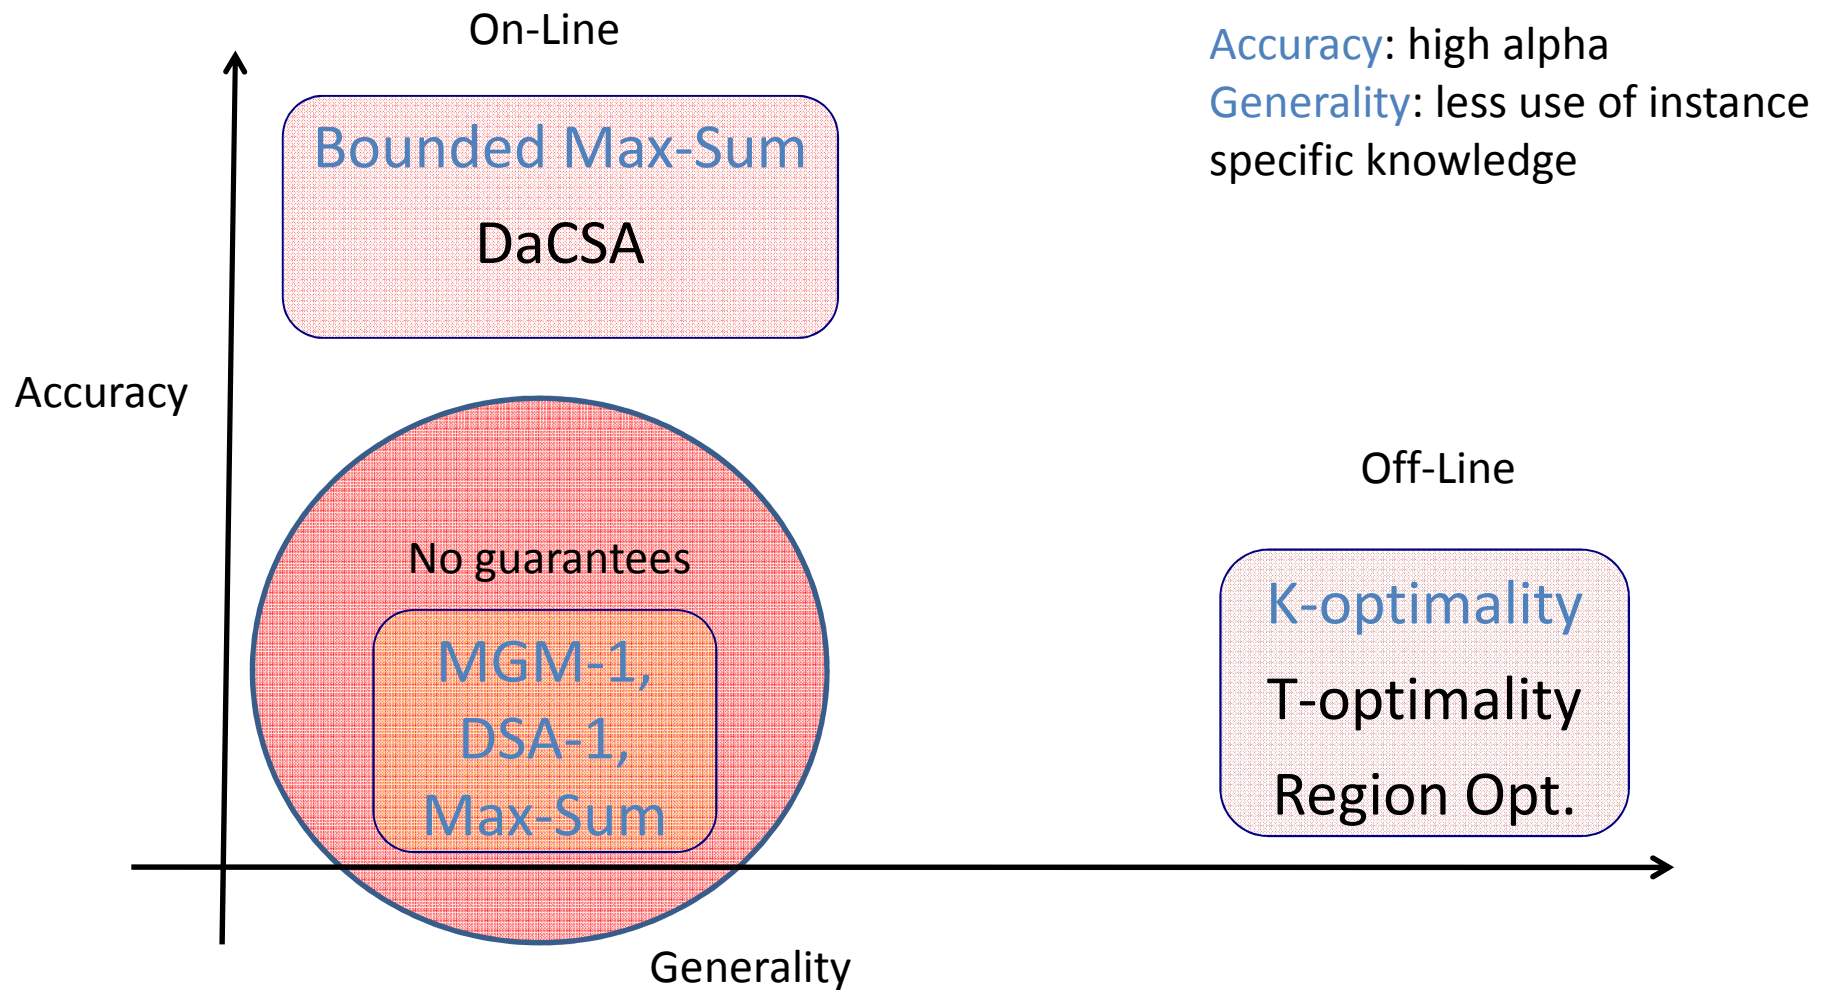 On-Line
Accuracy: high alpha
Generality: less use of instance
specific knowledge
Bounded Max-Sum
DaCSA
Accuracy
Off-Line
No guarantees
MGM-1,
DSA-1,
Max-Sum
K-optimality
T-optimality
Region Opt.
Generality